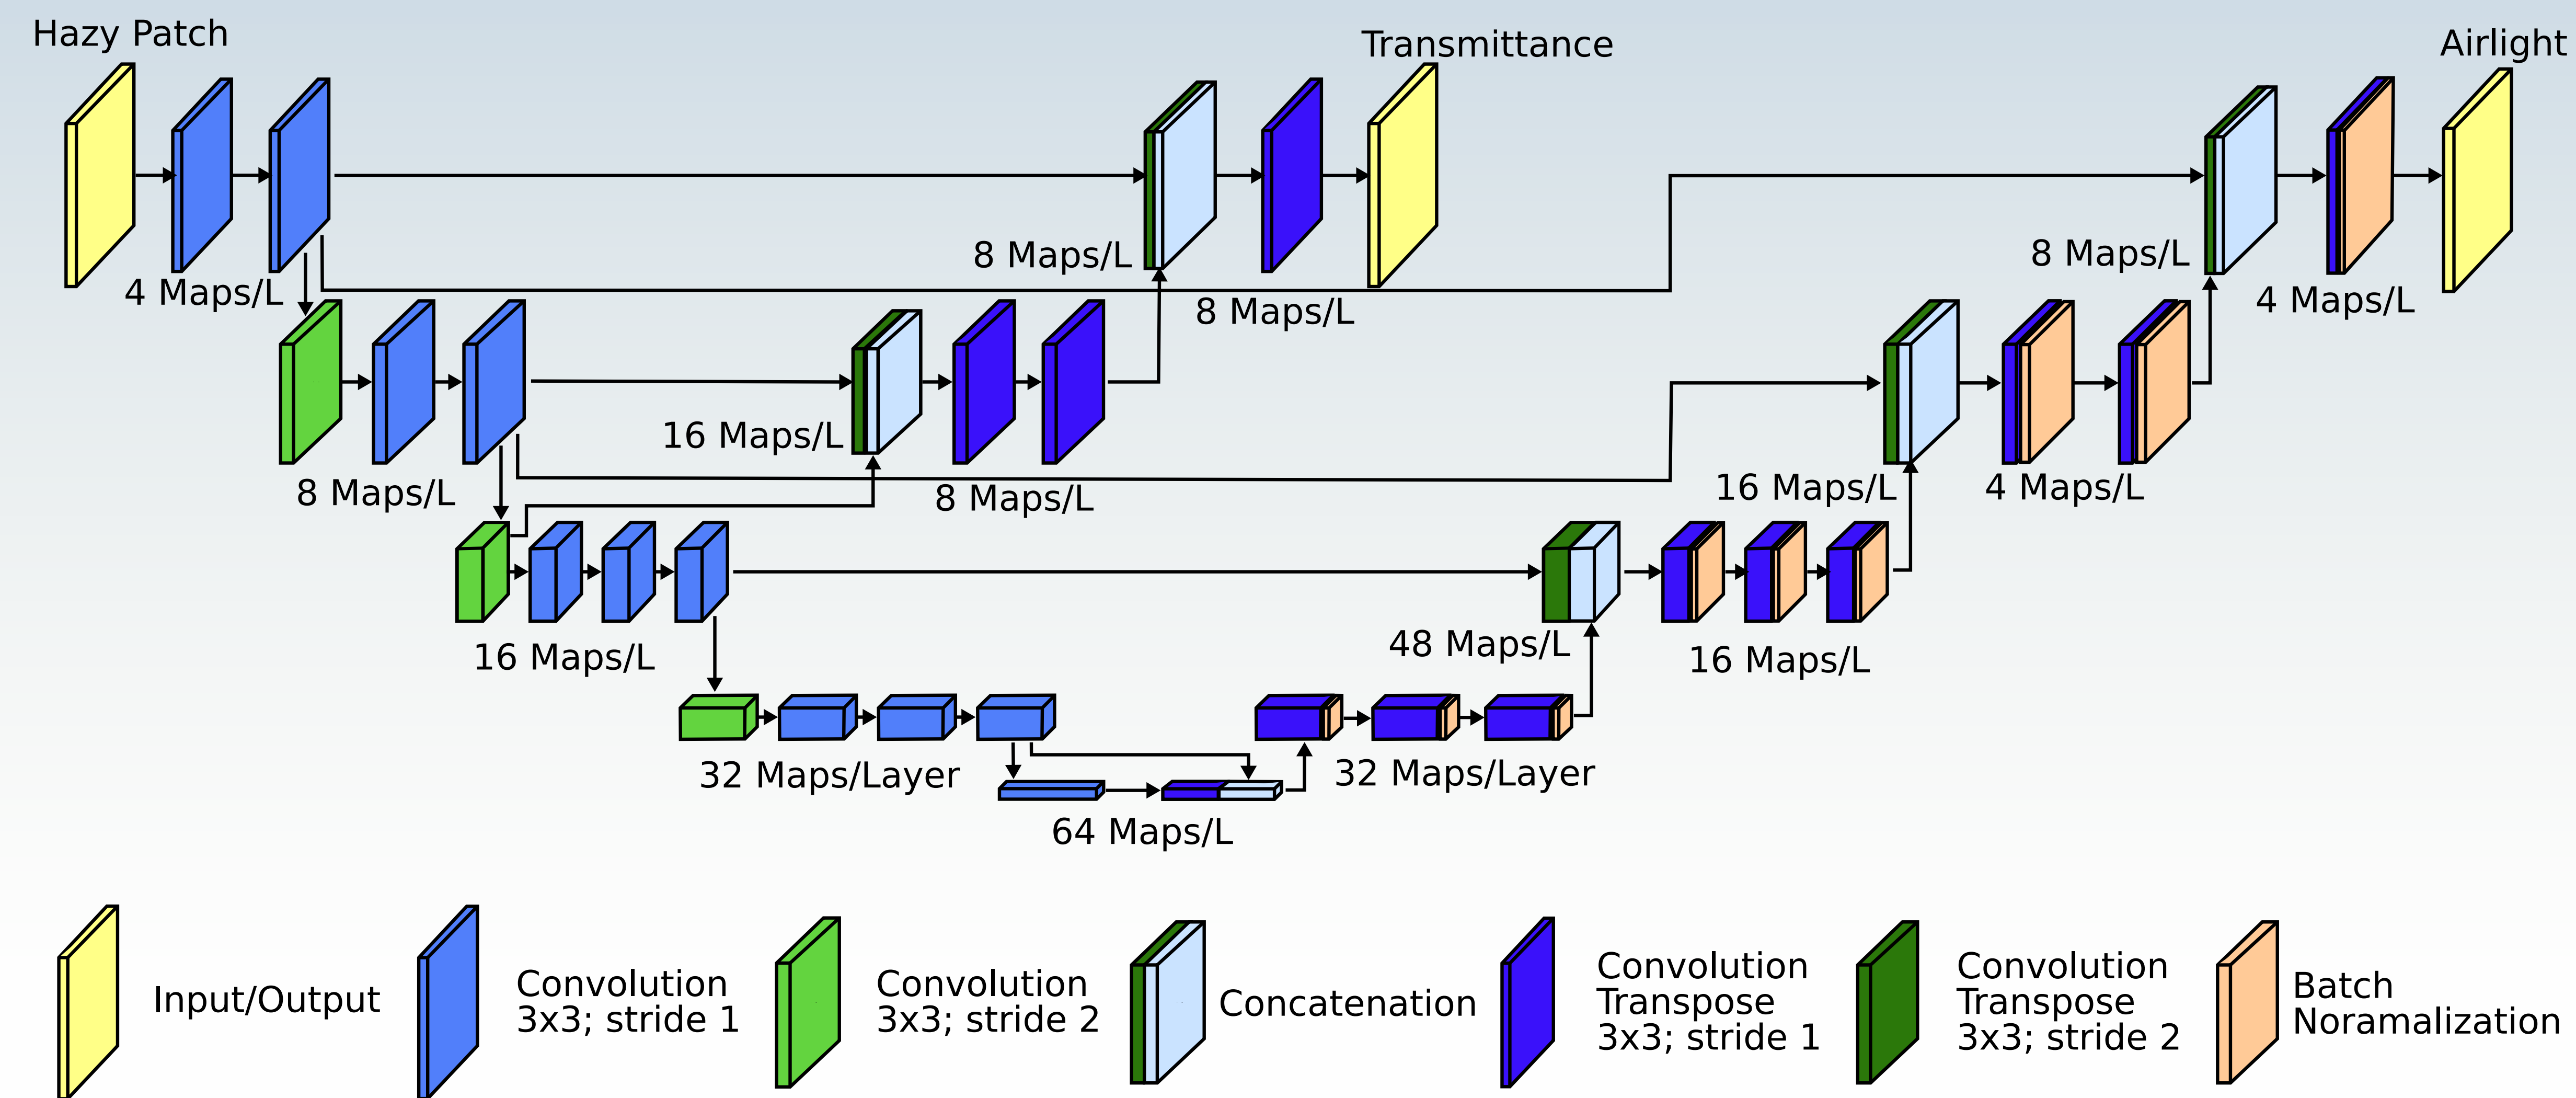 Hazy Patch
Transmittance
Airlight
4 Maps/L
8 Maps/L
8 Maps/L
8 Maps/L
4 Maps/L
8 Maps/L
16 Maps/L
8 Maps/L
16 Maps/L
4 Maps/L
16 Maps/L
48 Maps/L
16 Maps/L
32 Maps/Layer
32 Maps/Layer
64 Maps/L
Input/Output
Convolution
3x3; stride 1
Convolution
3x3; stride 2
Concatenation
Convolution
Transpose
3x3; stride 1
Convolution
Transpose
3x3; stride 2
Batch
Noramalization